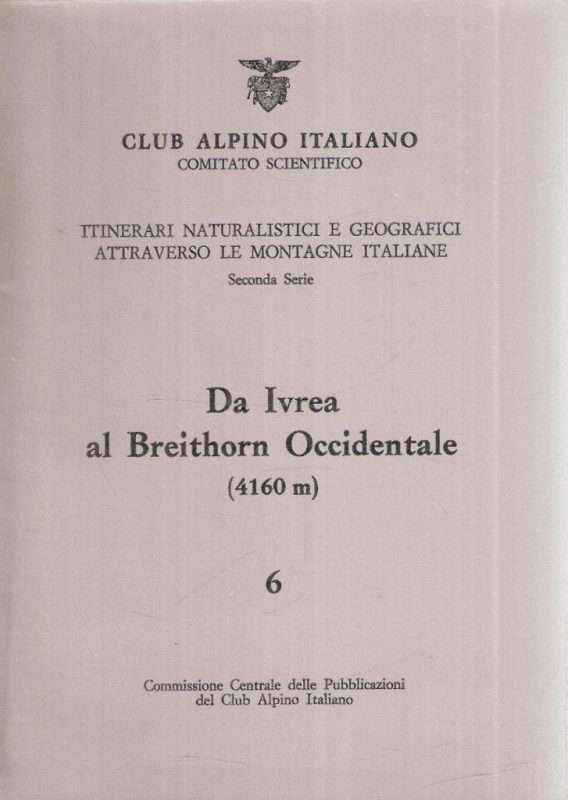 CLUB ALPINO ITALIANO
COMITATO SCIENTIFICO
ITINERARI NATURALISTICI E GEOGRAFICI
ATTRAVERSO LE MONTAGNE ITALIANE
Seconda Serie
Da Ivrea
al Breithorn Occidentale
(4160 m)
6
Commissione Centrale delle Pubblicazioni
del Club Alpino Italiano